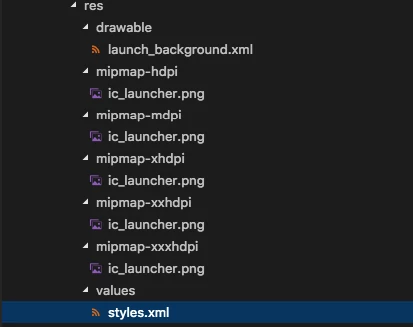 res
drawable
launch_background.xml
mipmap-hdpi
ic_launcher.png
mipmap-mdpi
ic_launcher.png
mipmap-xhdpi
ic_launcher.png
mipmap-xxhdpi
ic_launcher.png
mipmap-xxxhdpi
ic_launcher.png
values
styles.xml